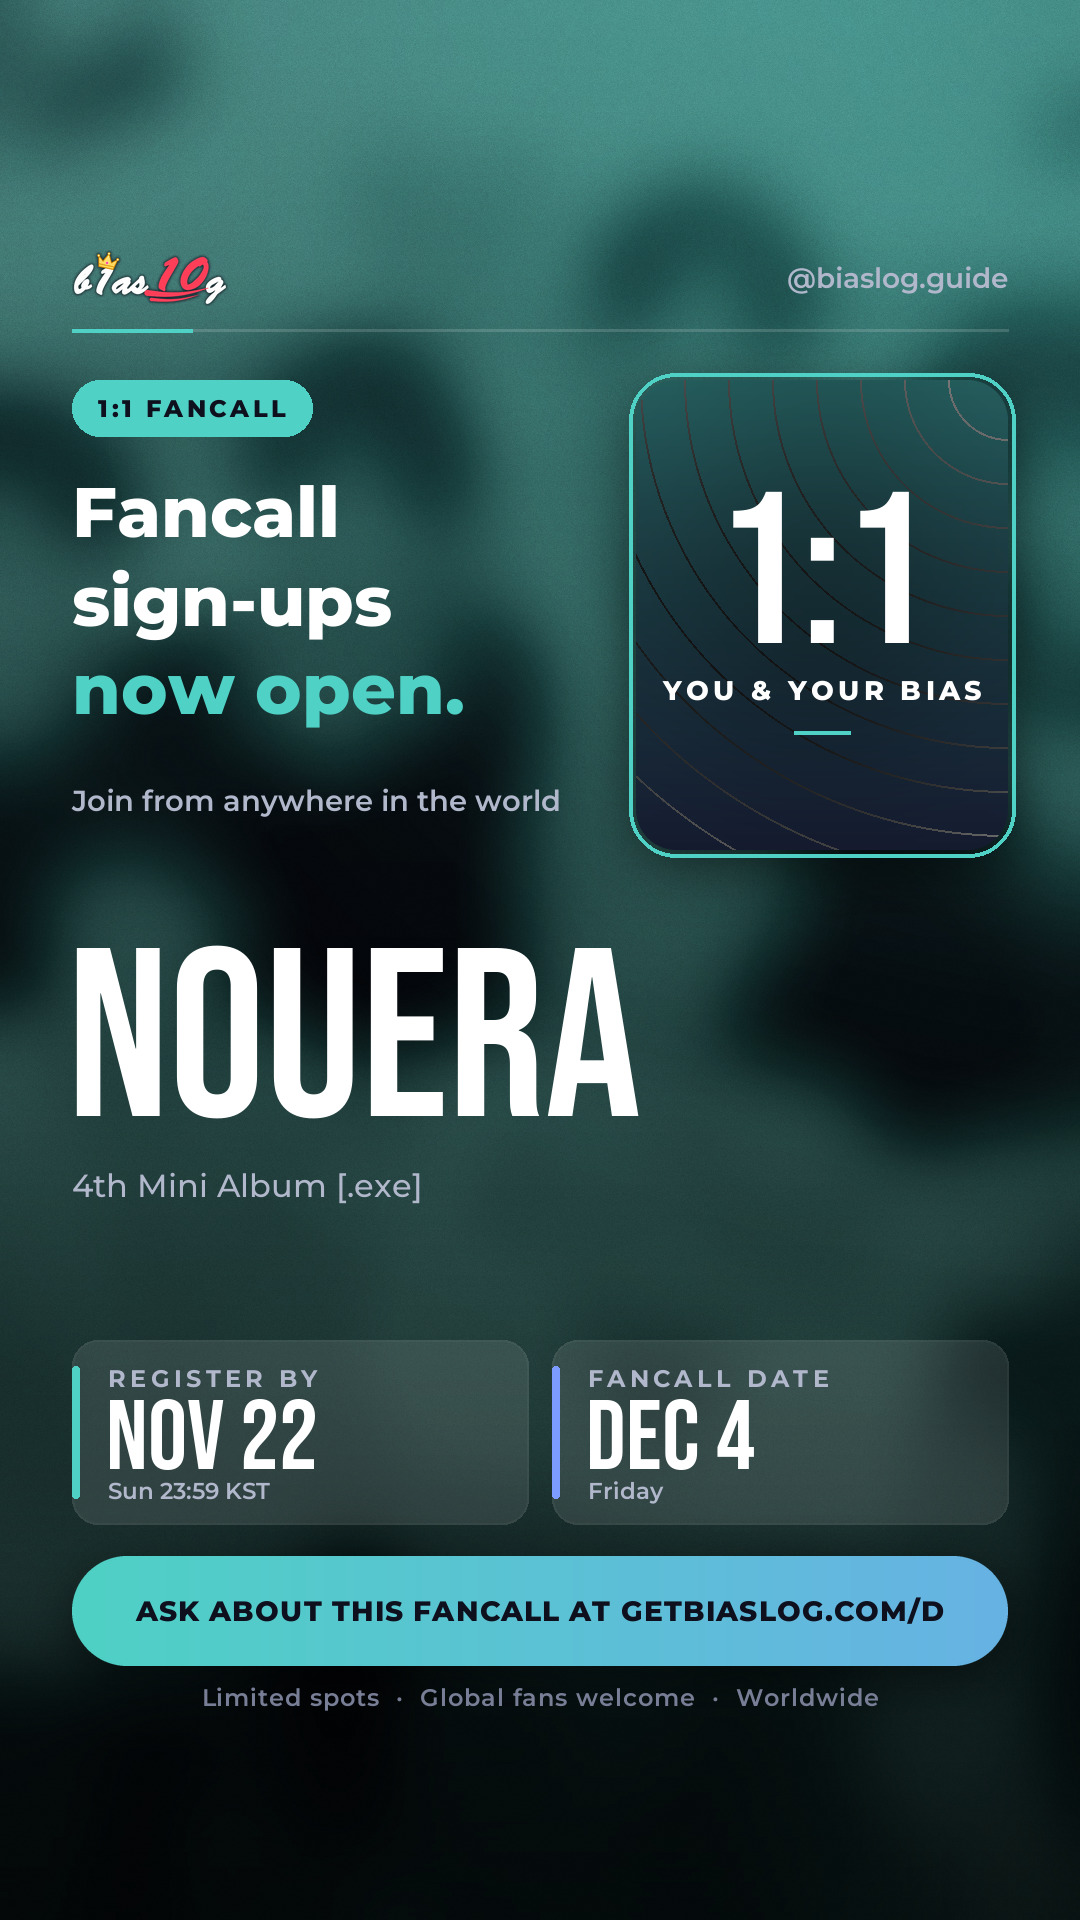 b1as10g
@biaslog.guide
1:1 FANCALL
Fancall
sign-ups
now open.
Join from anywhere in the world
1:1
YOU & YOUR BIAS
NOUERA
4th Mini Album [.exe]
REGISTER BY
NOV 22
Sun 23:59 KST
FANCALL DATE
DEC 4
Friday
ASK ABOUT THIS FANCALL AT GETBIASLOG.COM/D
Limited spots · Global fans welcome · Worldwide